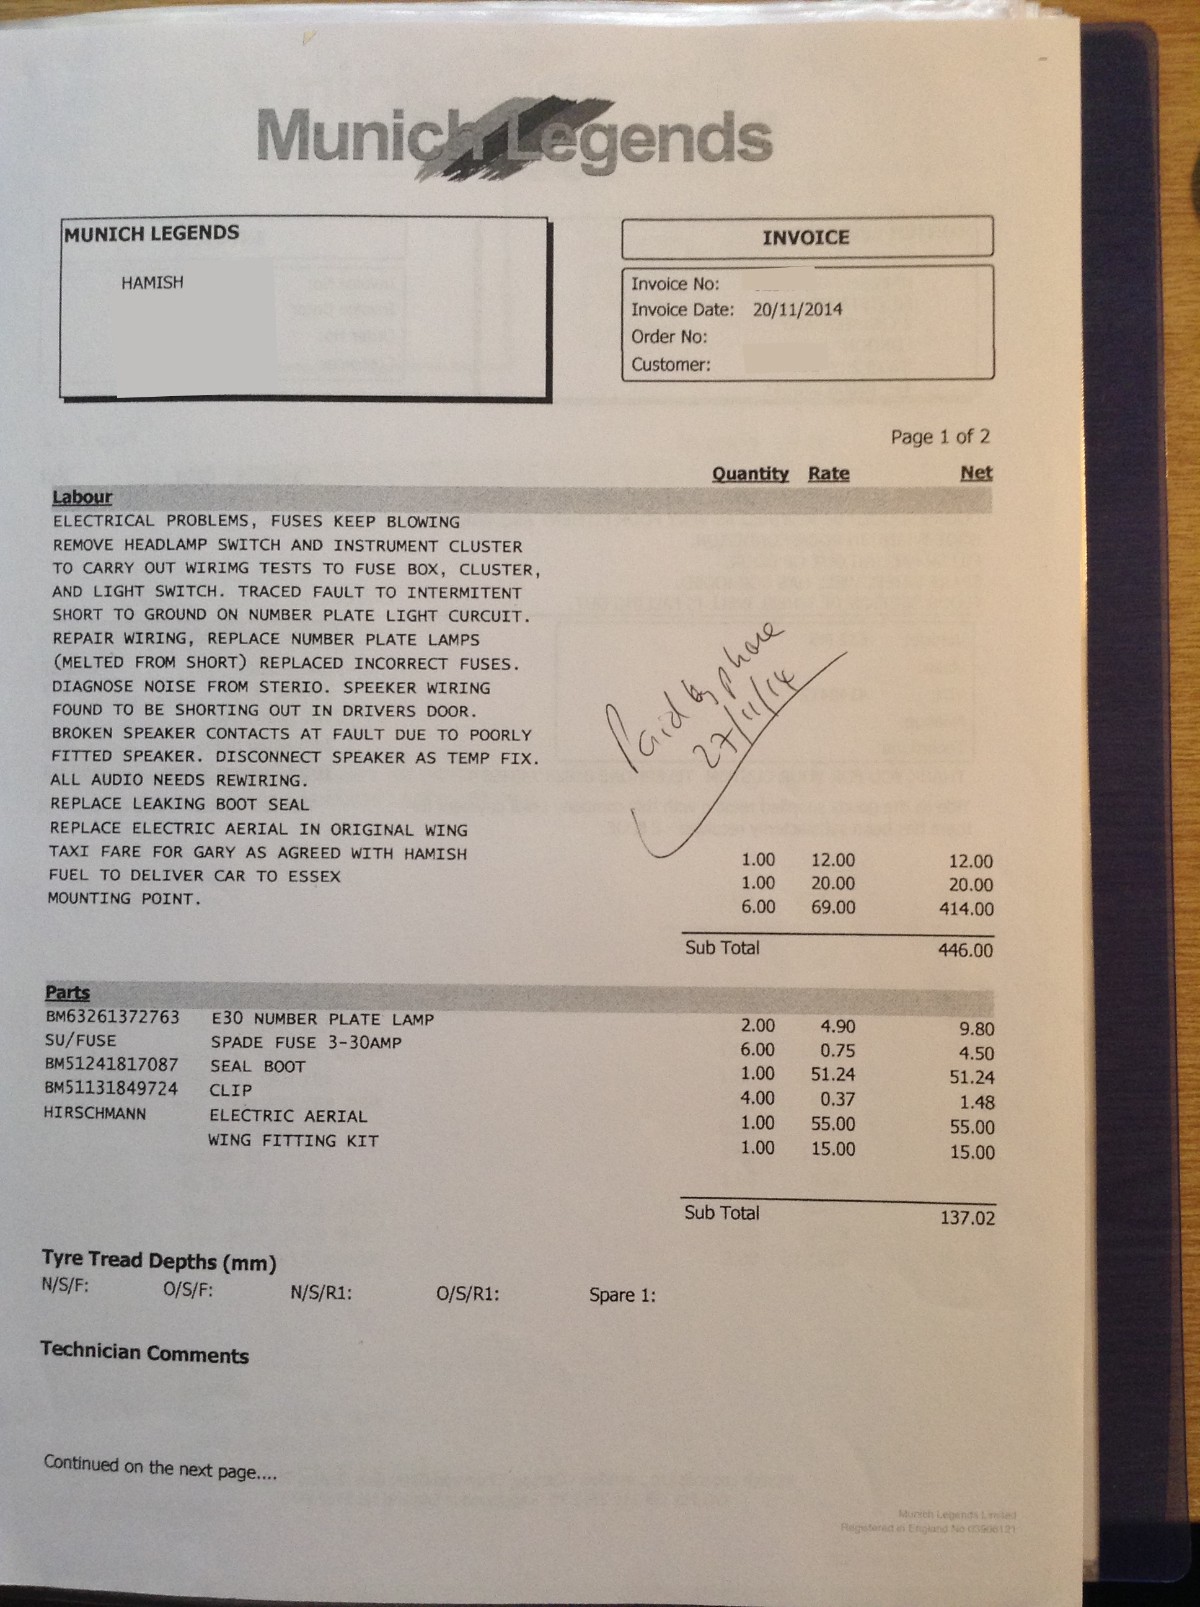 Munich Legends
MUNICH LEGENDS
HAMISH
INVOICE
Invoice No:
Invoice Date: 20/11/2014
Order No:
Customer:
Page 1 of 2
Quantity Rate Net
Labour
ELECTRICAL PROBLEMS, FUSES KEEP BLOWING
REMOVE HEADLAMP SWITCH AND INSTRUMENT CLUSTER
TO CARRY OUT WIRIMG TESTS TO FUSE BOX, CLUSTER,
AND LIGHT SWITCH. TRACED FAULT TO INTERMITENT
SHORT TO GROUND ON NUMBER PLATE LIGHT CURCUIT.
REPAIR WIRING, REPLACE NUMBER PLATE LAMPS
(MELTED FROM SHORT) REPLACED INCORRECT FUSES.
DIAGNOSE NOISE FROM STERIO. SPEEKER WIRING
FOUND TO BE SHORTING OUT IN DRIVERS DOOR.
BROKEN SPEAKER CONTACTS AT FAULT DUE TO POORLY
FITTED SPEAKER. DISCONNECT SPEAKER AS TEMP FIX.
ALL AUDIO NEEDS REWIRING.
REPLACE LEAKING BOOT SEAL
REPLACE ELECTRIC AERIAL IN ORIGINAL WING
TAXI FARE FOR GARY AS AGREED WITH HAMISH 1.00 12.00 12.00
FUEL TO DELIVER CAR TO ESSEX 1.00 20.00 20.00
MOUNTING POINT. 6.00 69.00 414.00
Paid by phone
27/11/14
Sub Total 446.00
Parts
BM63261372763 E30 NUMBER PLATE LAMP 2.00 4.90 9.80
SU/FUSE SPADE FUSE 3-30AMP 6.00 0.75 4.50
BM51241817087 SEAL BOOT 1.00 51.24 51.24
BM51131849724 CLIP 4.00 0.37 1.48
HIRSCHMANN ELECTRIC AERIAL 1.00 55.00 55.00
WING FITTING KIT 1.00 15.00 15.00
Sub Total 137.02
Tyre Tread Depths (mm)
N/S/F: O/S/F: N/S/R1: O/S/R1: Spare 1:
Technician Comments
Continued on the next page....
Munich Legends Limited
Registered in England No